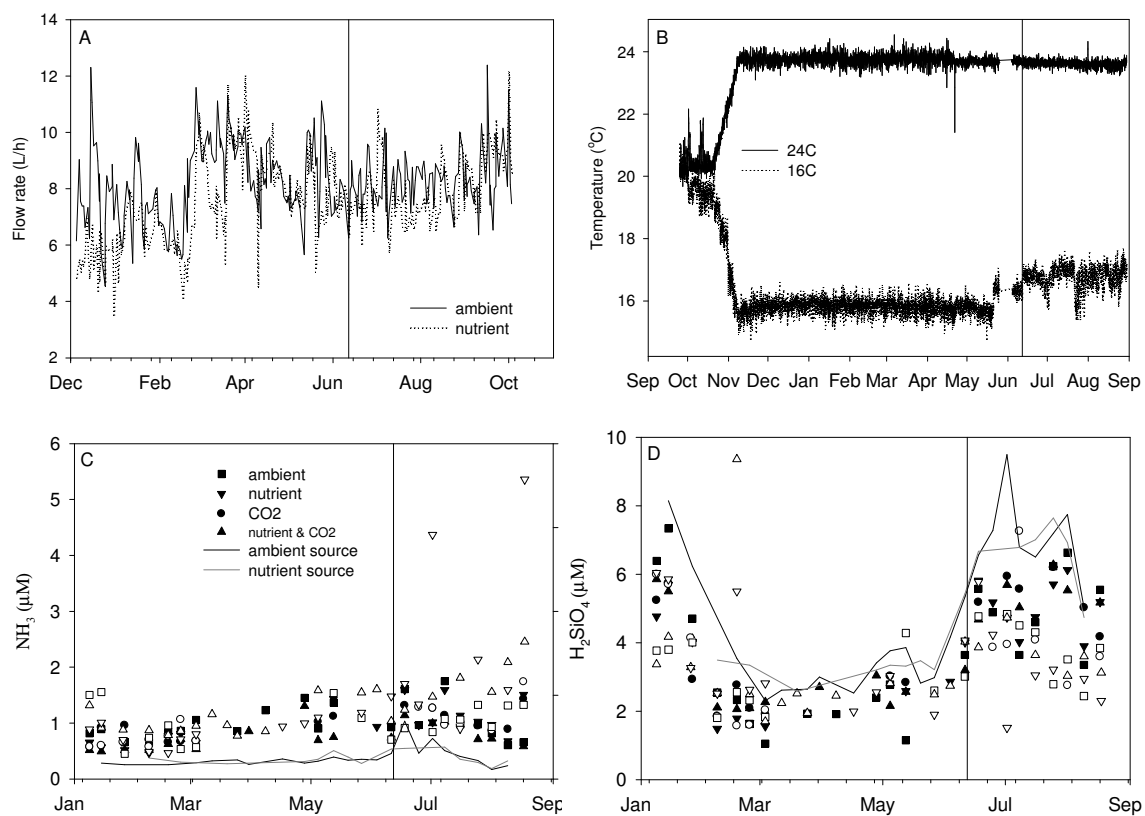 14
A
12
10
8
6
4
2
Flow rate (L/h)
ambient
nutrient
Dec Feb Apr Jun Aug Oct
B
24
22
20
18
16
Temperature (°C)
24C
16C
Sep Oct Nov Dec Jan Feb Mar Apr May Jun Jul Aug Sep
6
C
5
4
3
2
1
0
NH3 (μM)
ambient
nutrient
CO2
nutrient & CO2
ambient source
nutrient source
Jan Mar May Jul Sep
10
D
8
6
4
2
0
H2SiO4 (μM)
Jan Mar May Jul Sep